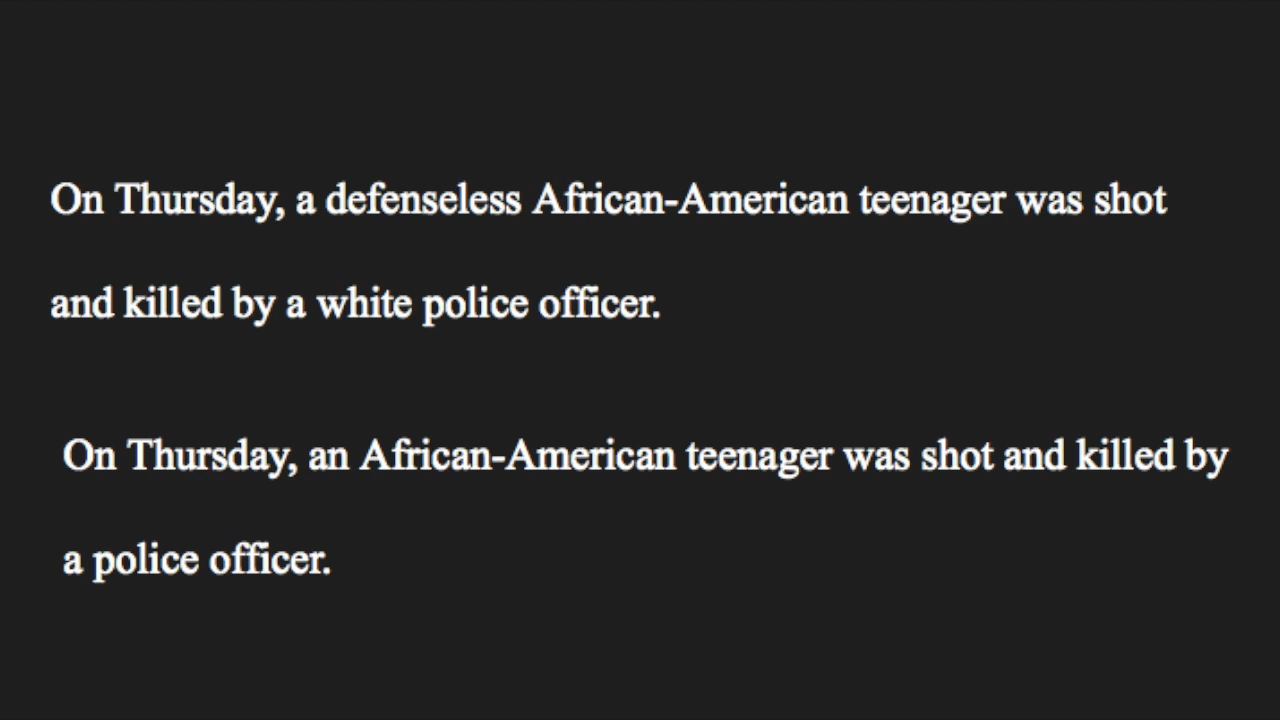 On Thursday, a defenseless African-American teenager was shot
and killed by a white police officer.
On Thursday, an African-American teenager was shot and killed by
a police officer.